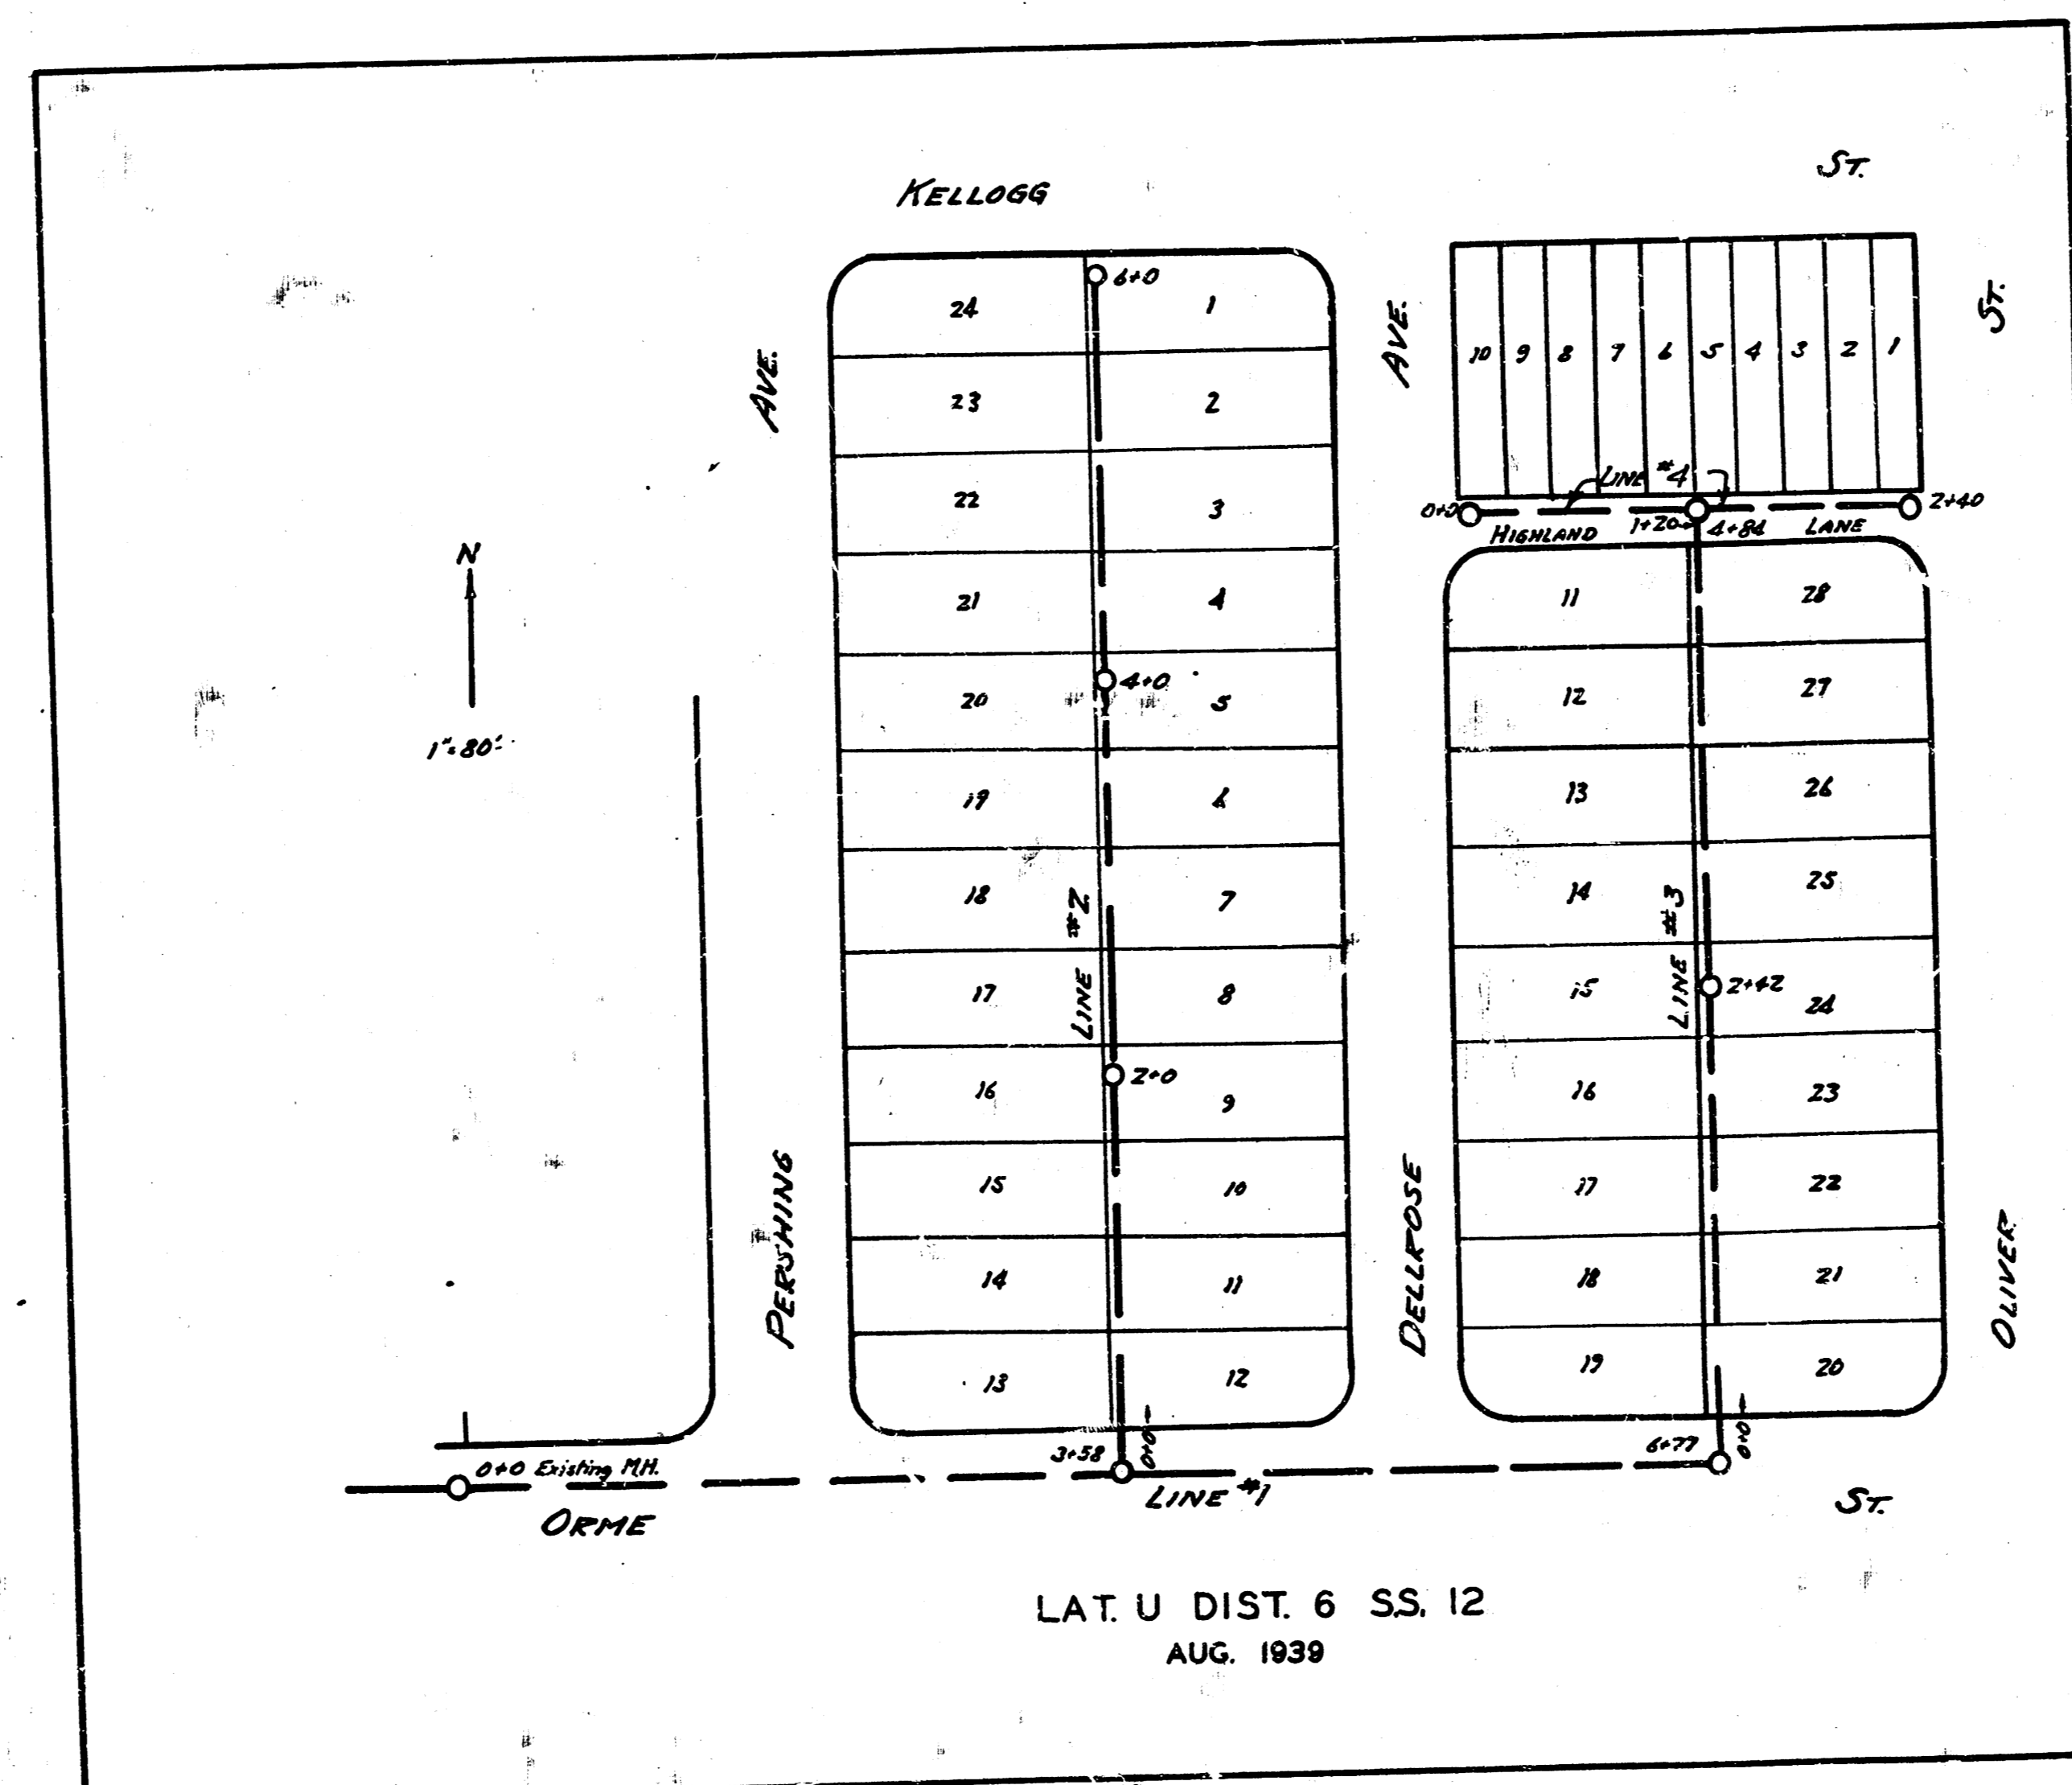 KELLOGG ST.
AVE.
AVE.
ST.
6+0
24 1
23 2
22 3
21 4
4+0
20 5
19 6
18 7
17 8
2+0
16 9
15 10
14 11
13 12
10 9 8 7 6 5 4 3 2 1
LINE #4
0+0 1+20 4+84 2+40
HIGHLAND LANE
11 28
12 27
13 26
14 25
2+42
15 24
16 23
17 22
18 21
19 20
N
1"=80'
LINE #2
LINE #3
PERSHING
DELLROSE
OLIVER
0+0 Existing M.H.
3+58
0+0
6+77
0+0
LINE #1
ORME ST.
LAT. U DIST. 6 S.S. 12
AUG. 1939